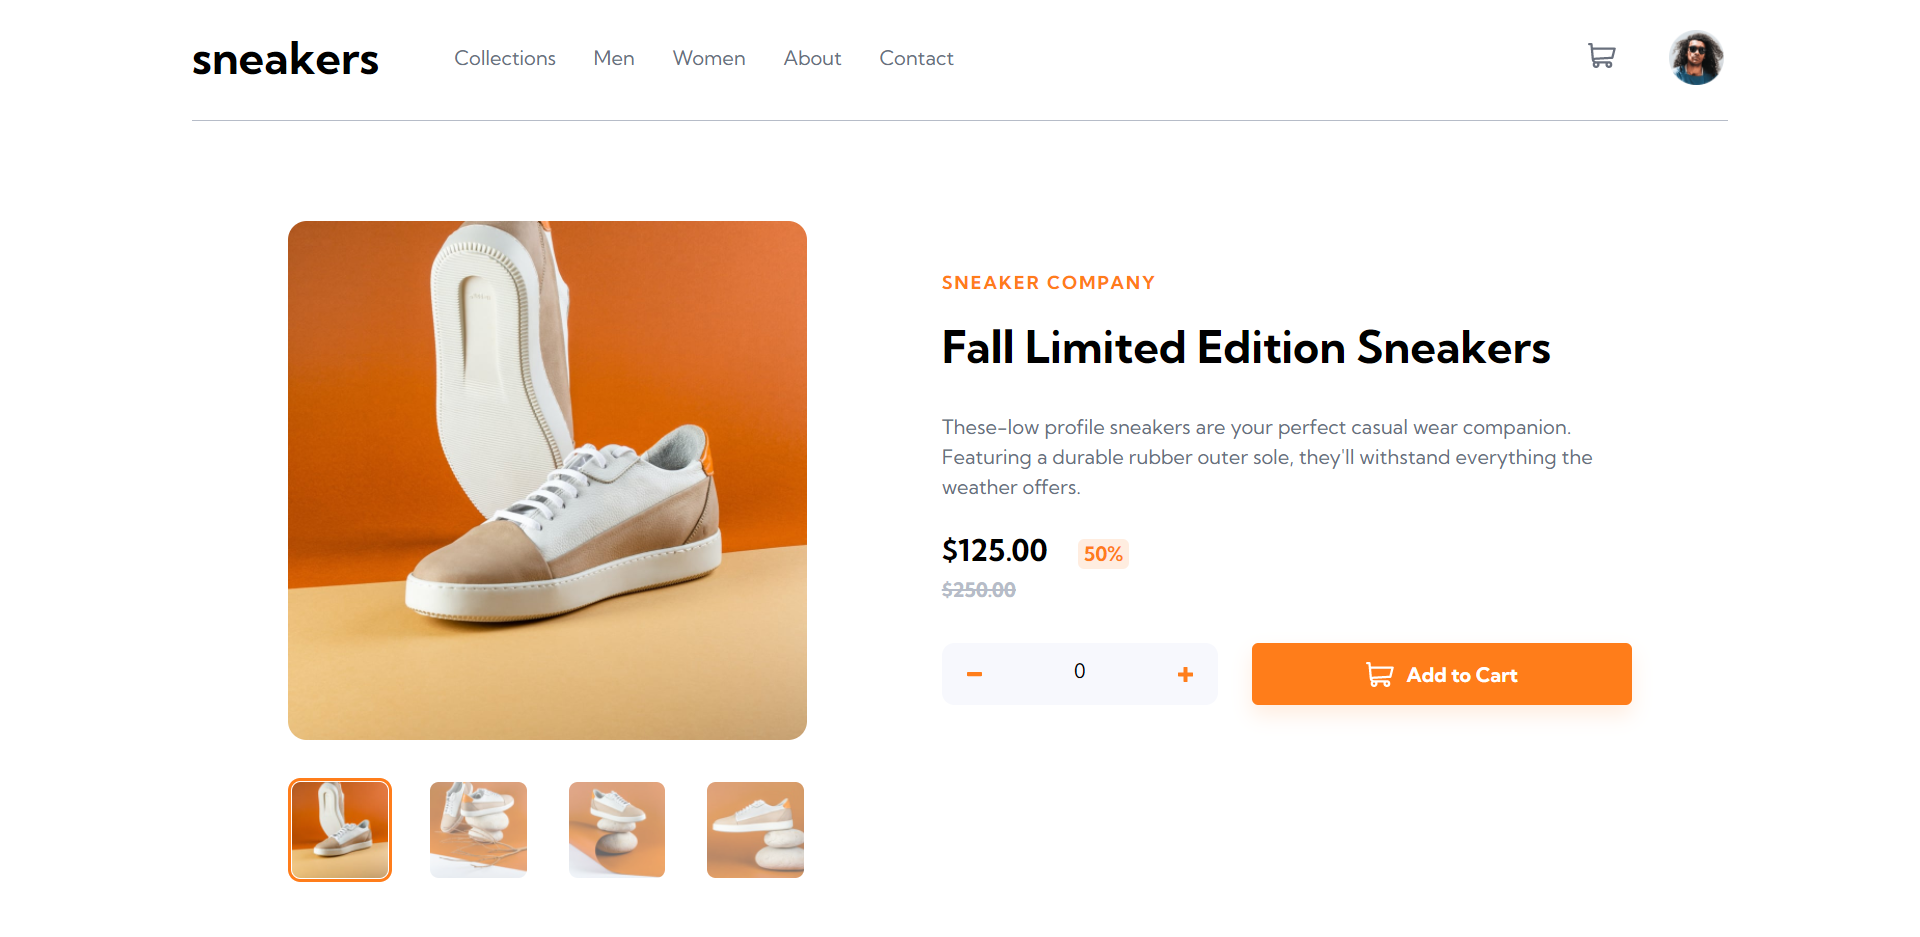 sneakers
Collections Men Women About Contact
SNEAKER COMPANY
Fall Limited Edition Sneakers
These-low profile sneakers are your perfect casual wear companion.
Featuring a durable rubber outer sole, they'll withstand everything the
weather offers.
$125.00 50%
$250.00
0
Add to Cart